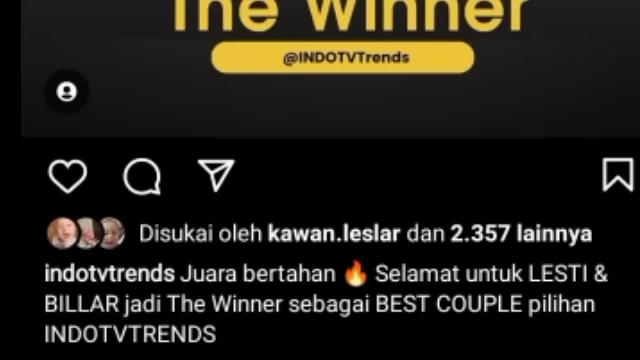 The Winner
@INDOTVTrends
Disukai oleh kawan.leslar dan 2.357 lainnya
indotvtrends Juara bertahan 🔥 Selamat untuk LESTI &
BILLAR jadi The Winner sebagai BEST COUPLE pilihan
INDOTVTRENDS